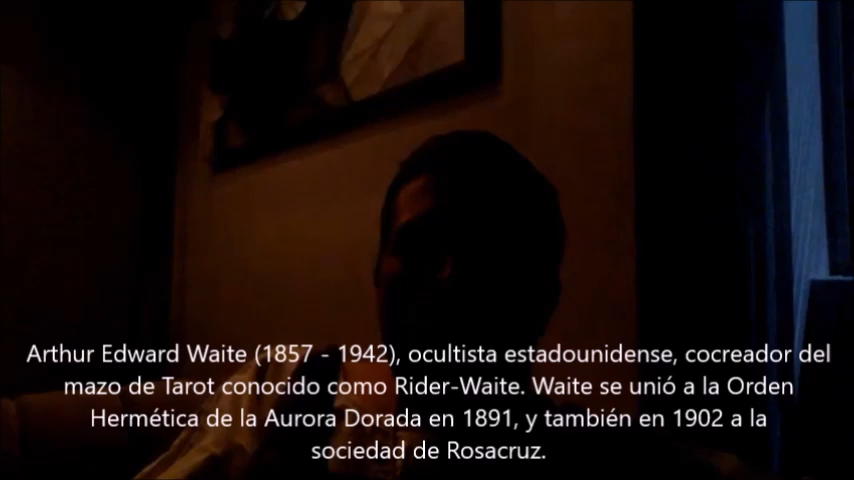 Arthur Edward Waite (1857 - 1942), ocultista estadounidense, cocreador del
mazo de Tarot conocido como Rider-Waite. Waite se unió a la Orden
Hermética de la Aurora Dorada en 1891, y también en 1902 a la
sociedad de Rosacruz.